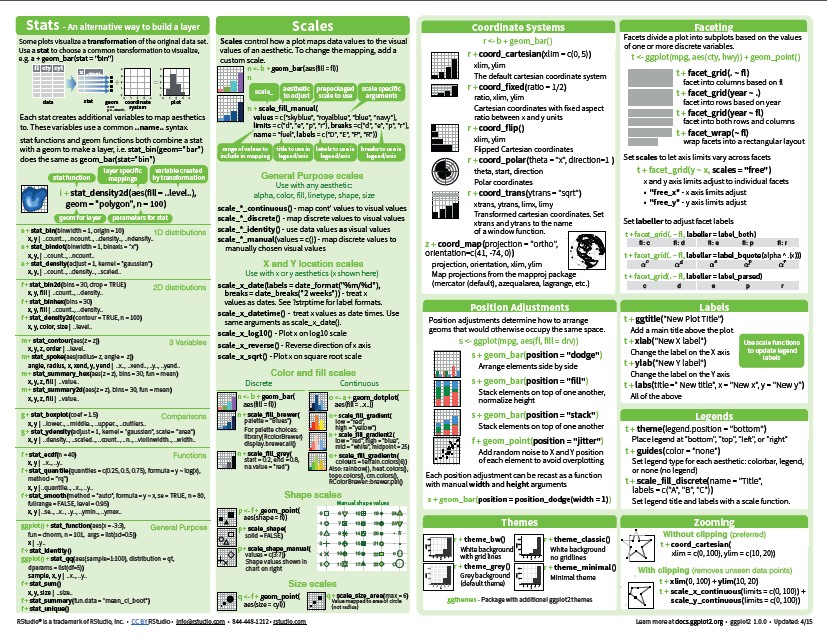 Stats - An alternative way to build a layer
Some plots visualize a transformation of the original data set.
Use a stat to choose a common transformation to visualize,
e.g. a + geom_bar(stat = "bin")
fl cty cyl
x ..count..
data
stat
geom
coordinate
system
plot
Each stat creates additional variables to map aesthetics
to. These variables use a common ..name.. syntax.
stat functions and geom functions both combine a stat
with a geom to make a layer, i.e. stat_bin(geom="bar")
does the same as geom_bar(stat="bin")
stat function
layer specific
mappings
variable created
by transformation
i + stat_density2d(aes(fill = ..level..),
geom = "polygon", n = 100)
geom for layer
parameters for stat
1D distributions
a + stat_bin(binwidth = 1, origin = 10)
x, y | ..count.., ..ncount.., ..density.., ..ndensity..
a + stat_bindot(binwidth = 1, binaxis = "x")
x, y, | ..count.., ..ncount..
a + stat_density(adjust = 1, kernel = "gaussian")
x, y, | ..count.., ..density.., ..scaled..
2D distributions
f + stat_bin2d(bins = 30, drop = TRUE)
x, y, fill | ..count.., ..density..
f + stat_binhex(bins = 30)
x, y, fill | ..count.., ..density..
f + stat_density2d(contour = TRUE, n = 100)
x, y, color, size | ..level..
3 Variables
m + stat_contour(aes(z = z))
x, y, z, order | ..level..
m + stat_spoke(aes(radius= z, angle = z))
angle, radius, x, xend, y, yend | ..x.., ..xend.., ..y.., ..yend..
m + stat_summary_hex(aes(z = z), bins = 30, fun = mean)
x, y, z, fill | ..value..
m + stat_summary2d(aes(z = z), bins = 30, fun = mean)
x, y, z, fill | ..value..
Comparisons
g + stat_boxplot(coef = 1.5)
x, y | ..lower.., ..middle.., ..upper.., ..outliers..
g + stat_ydensity(adjust = 1, kernel = "gaussian", scale = "area")
x, y | ..density.., ..scaled.., ..count.., ..n.., ..violinwidth.., ..width..
Functions
f + stat_ecdf(n = 40)
x, y | ..x.., ..y..
f + stat_quantile(quantiles = c(0.25, 0.5, 0.75), formula = y ~ log(x),
method = "rq")
x, y | ..quantile.., ..x.., ..y..
f + stat_smooth(method = "auto", formula = y ~ x, se = TRUE, n = 80,
fullrange = FALSE, level = 0.95)
x, y | ..se.., ..x.., ..y.., ..ymin.., ..ymax..
General Purpose
ggplot() + stat_function(aes(x = -3:3),
fun = dnorm, n = 101, args = list(sd=0.5))
x | ..y..
f + stat_identity()
ggplot() + stat_qq(aes(sample=1:100), distribution = qt,
dparams = list(df=5))
sample, x, y | ..x.., ..y..
f + stat_sum()
x, y, size | ..size..
f + stat_summary(fun.data = "mean_cl_boot")
f + stat_unique()
Scales
Scales control how a plot maps data values to the visual
values of an aesthetic. To change the mapping, add a
custom scale.
n <- b + geom_bar(aes(fill = fl))
n
scale_
aesthetic
to adjust
prepackaged
scale to use
scale specific
arguments
n + scale_fill_manual(
values = c("skyblue", "royalblue", "blue", "navy"),
limits = c("d", "e", "p", "r"), breaks =c("d", "e", "p", "r"),
name = "fuel", labels = c("D", "E", "P", "R"))
range of values to
include in mapping
title to use in
legend/axis
labels to use in
legend/axis
breaks to use in
legend/axis
General Purpose scales
Use with any aesthetic:
alpha, color, fill, linetype, shape, size
scale_*_continuous() - map cont' values to visual values
scale_*_discrete() - map discrete values to visual values
scale_*_identity() - use data values as visual values
scale_*_manual(values = c()) - map discrete values to
manually chosen visual values
X and Y location scales
Use with x or y aesthetics (x shown here)
scale_x_date(labels = date_format("%m/%d"),
breaks = date_breaks("2 weeks")) - treat x
values as dates. See ?strptime for label formats.
scale_x_datetime() - treat x values as date times. Use
same arguments as scale_x_date().
scale_x_log10() - Plot x on log10 scale
scale_x_reverse() - Reverse direction of x axis
scale_x_sqrt() - Plot x on square root scale
Color and fill scales
Discrete
Continuous
n <- b + geom_bar(
aes(fill = fl))
n + scale_fill_brewer(
palette = "Blues")
For palette choices:
library(RColorBrewer)
display.brewer.all()
n + scale_fill_grey(
start = 0.2, end = 0.8,
na.value = "red")
o <- a + geom_dotplot(
aes(fill = ..x..))
o + scale_fill_gradient(
low = "red",
high = "yellow")
o + scale_fill_gradient2(
low = "red", high = "blue",
mid = "white", midpoint = 25)
o + scale_fill_gradientn(
colours = terrain.colors(6))
Also: rainbow(), heat.colors(),
topo.colors(), cm.colors(),
RColorBrewer::brewer.pal()
Shape scales
p <- f + geom_point(
aes(shape = fl))
p + scale_shape(
solid = FALSE)
p + scale_shape_manual(
values = c(3:7))
Shape values shown in
chart on right
Manual shape values
Size scales
q <- f + geom_point(
aes(size = cyl))
q + scale_size_area(max = 6)
Value mapped to area of circle
(not radius)
Coordinate Systems
r <- b + geom_bar()
r + coord_cartesian(xlim = c(0, 5))
xlim, ylim
The default cartesian coordinate system
r + coord_fixed(ratio = 1/2)
ratio, xlim, ylim
Cartesian coordinates with fixed aspect
ratio between x and y units
r + coord_flip()
xlim, ylim
Flipped Cartesian coordinates
r + coord_polar(theta = "x", direction=1 )
theta, start, direction
Polar coordinates
r + coord_trans(ytrans = "sqrt")
xtrans, ytrans, limx, limy
Transformed cartesian coordinates. Set
xtrans and ytrans to the name
of a window function.
z + coord_map(projection = "ortho",
orientation=c(41, -74, 0))
projection, orientation, xlim, ylim
Map projections from the mapproj package
(mercator (default), azequalarea, lagrange, etc.)
Position Adjustments
Position adjustments determine how to arrange
geoms that would otherwise occupy the same space.
s <- ggplot(mpg, aes(fl, fill = drv))
s + geom_bar(position = "dodge")
Arrange elements side by side
s + geom_bar(position = "fill")
Stack elements on top of one another,
normalize height
s + geom_bar(position = "stack")
Stack elements on top of one another
f + geom_point(position = "jitter")
Add random noise to X and Y position
of each element to avoid overplotting
Each position adjustment can be recast as a function
with manual width and height arguments
s + geom_bar(position = position_dodge(width = 1))
Themes
r + theme_bw()
White background
with grid lines
r + theme_grey()
Grey background
(default theme)
r + theme_classic()
White background
no gridlines
r + theme_minimal()
Minimal theme
ggthemes - Package with additional ggplot2 themes
Faceting
Facets divide a plot into subplots based on the values
of one or more discrete variables.
t <- ggplot(mpg, aes(cty, hwy)) + geom_point()
t + facet_grid(. ~ fl)
facet into columns based on fl
t + facet_grid(year ~ .)
facet into rows based on year
t + facet_grid(year ~ fl)
facet into both rows and columns
t + facet_wrap(~ fl)
wrap facets into a rectangular layout
Set scales to let axis limits vary across facets
t + facet_grid(y ~ x, scales = "free")
x and y axis limits adjust to individual facets
• "free_x" - x axis limits adjust
• "free_y" - y axis limits adjust
Set labeller to adjust facet labels
t + facet_grid(. ~ fl, labeller = label_both)
fl: c fl: d fl: e fl: p fl: r
t + facet_grid(. ~ fl, labeller = label_bquote(alpha ^ .(x)))
t + facet_grid(. ~ fl, labeller = label_parsed)
c d e p r
Labels
t + ggtitle("New Plot Title")
Add a main title above the plot
t + xlab("New X label")
Change the label on the X axis
t + ylab("New Y label")
Change the label on the Y axis
t + labs(title =" New title", x = "New x", y = "New y")
All of the above
Use scale functions
to update legend
labels
Legends
t + theme(legend.position = "bottom")
Place legend at "bottom", "top", "left", or "right"
t + guides(color = "none")
Set legend type for each aesthetic: colorbar, legend,
or none (no legend)
t + scale_fill_discrete(name = "Title",
labels = c("A", "B", "C"))
Set legend title and labels with a scale function.
Zooming
Without clipping (preferred)
t + coord_cartesian(
xlim = c(0, 100), ylim = c(10, 20))
With clipping (removes unseen data points)
t + xlim(0, 100) + ylim(10, 20)
t + scale_x_continuous(limits = c(0, 100)) +
scale_y_continuous(limits = c(0, 100))
RStudio® is a trademark of RStudio, Inc. • CC BY RStudio • info@rstudio.com • 844-448-1212 • rstudio.com
Learn more at docs.ggplot2.org • ggplot2 1.0.0 • Updated: 4/15